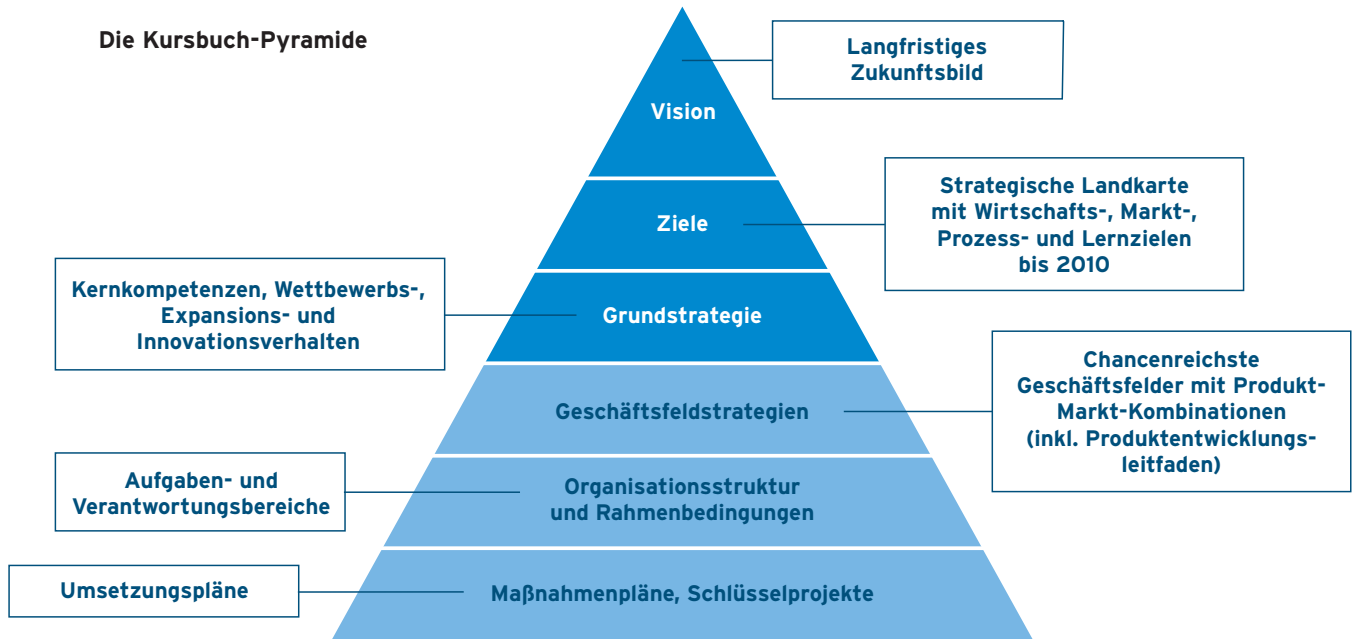 Die Kursbuch-Pyramide
Langfristiges
Zukunftsbild
Vision
Strategische Landkarte
mit Wirtschafts-, Markt-,
Prozess- und Lernzielen
bis 2010
Ziele
Kernkompetenzen, Wettbewerbs-,
Expansions- und
Innovationsverhalten
Grundstrategie
Chancenreichste
Geschäftsfelder mit Produkt-
Markt-Kombinationen
(inkl. Produktentwicklungs-
leitfaden)
Geschäftsfeldstrategien
Aufgaben- und
Verantwortungsbereiche
Organisationsstruktur
und Rahmenbedingungen
Umsetzungspläne
Maßnahmenpläne, Schlüsselprojekte